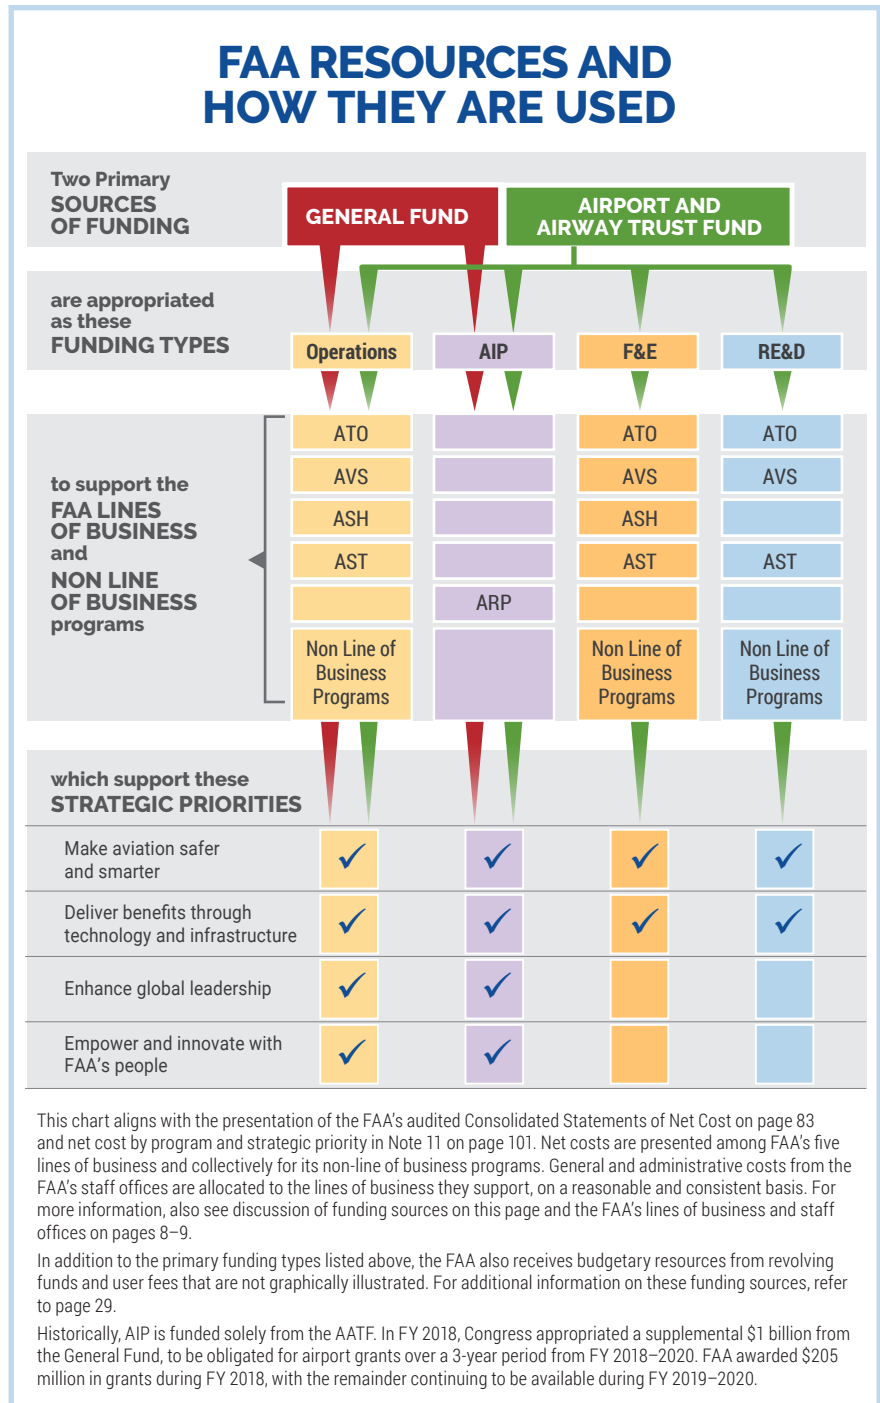 FAA RESOURCES AND
HOW THEY ARE USED
Two Primary
SOURCES
OF FUNDING
GENERAL FUND
AIRPORT AND
AIRWAY TRUST FUND
are appropriated
as these
FUNDING TYPES
Operations
AIP
F&E
RE&D
to support the
FAA LINES
OF BUSINESS
and
NON LINE
OF BUSINESS
programs
ATO
ATO
ATO
AVS
AVS
AVS
ASH
ASH
AST
AST
AST
ARP
Non Line of
Business
Programs
Non Line of
Business
Programs
Non Line of
Business
Programs
which support these
STRATEGIC PRIORITIES
Make aviation safer
and smarter
Deliver benefits through
technology and infrastructure
Enhance global leadership
Empower and innovate with
FAA's people
This chart aligns with the presentation of the FAA's audited Consolidated Statements of Net Cost on page 83
and net cost by program and strategic priority in Note 11 on page 101. Net costs are presented among FAA's five
lines of business and collectively for its non-line of business programs. General and administrative costs from the
FAA's staff offices are allocated to the lines of business they support, on a reasonable and consistent basis. For
more information, also see discussion of funding sources on this page and the FAA's lines of business and staff
offices on pages 8–9.
In addition to the primary funding types listed above, the FAA also receives budgetary resources from revolving
funds and user fees that are not graphically illustrated. For additional information on these funding sources, refer
to page 29.
Historically, AIP is funded solely from the AATF. In FY 2018, Congress appropriated a supplemental $1 billion from
the General Fund, to be obligated for airport grants over a 3-year period from FY 2018–2020. FAA awarded $205
million in grants during FY 2018, with the remainder continuing to be available during FY 2019–2020.